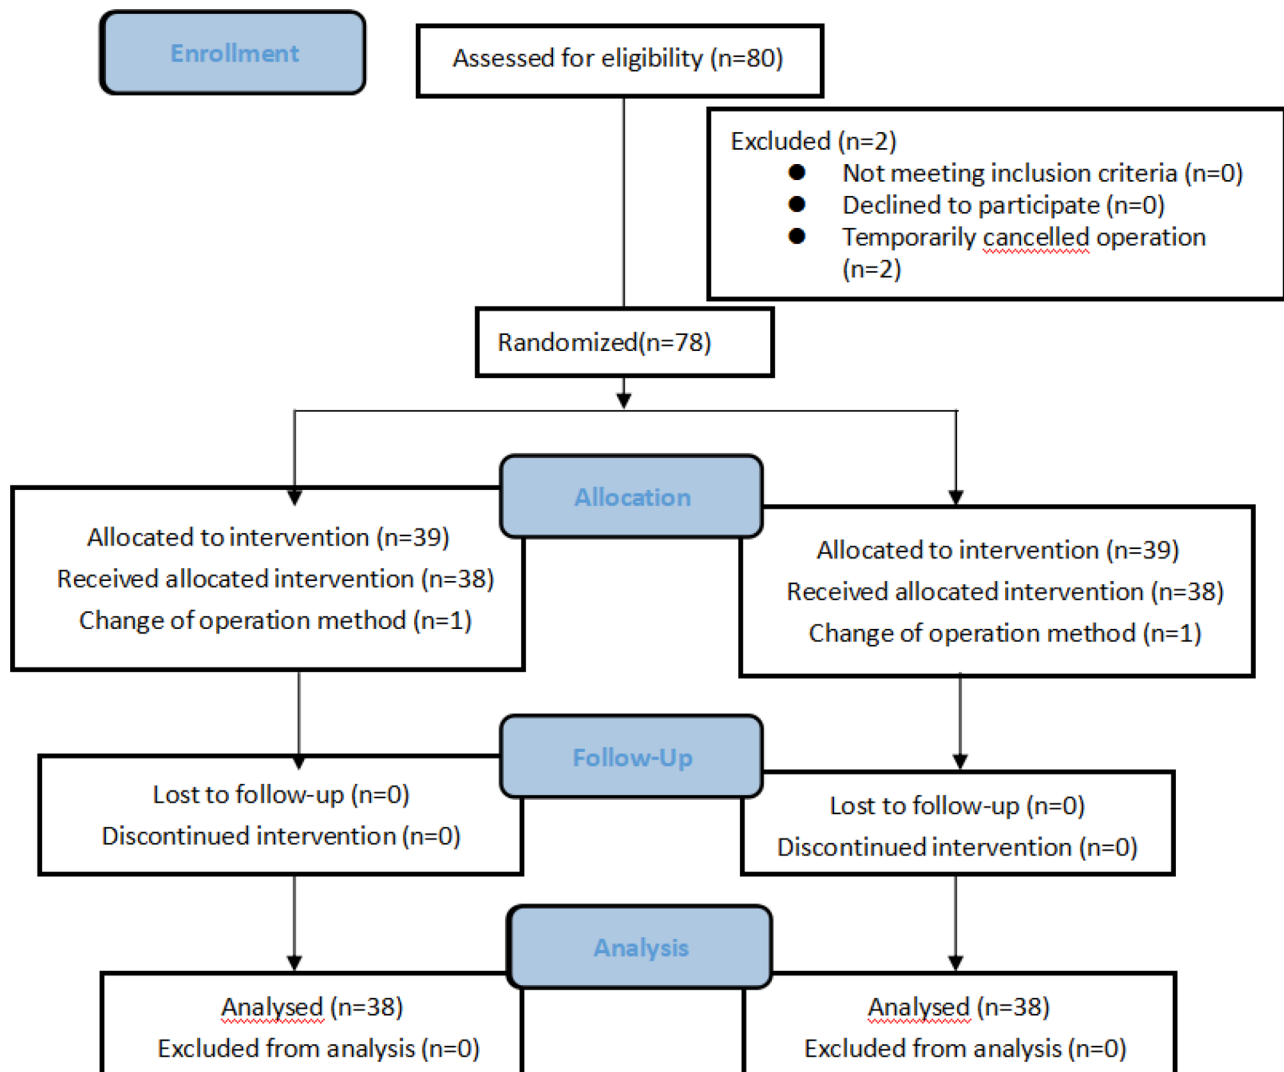 Enrollment
Assessed for eligibility (n=80)
Excluded (n=2)
● Not meeting inclusion criteria (n=0)
● Declined to participate (n=0)
● Temporarily cancelled operation
(n=2)
Randomized(n=78)
Allocation
Allocated to intervention (n=39)
Received allocated intervention (n=38)
Change of operation method (n=1)
Allocated to intervention (n=39)
Received allocated intervention (n=38)
Change of operation method (n=1)
Follow-Up
Lost to follow-up (n=0)
Discontinued intervention (n=0)
Lost to follow-up (n=0)
Discontinued intervention (n=0)
Analysis
Analysed (n=38)
Excluded from analysis (n=0)
Analysed (n=38)
Excluded from analysis (n=0)